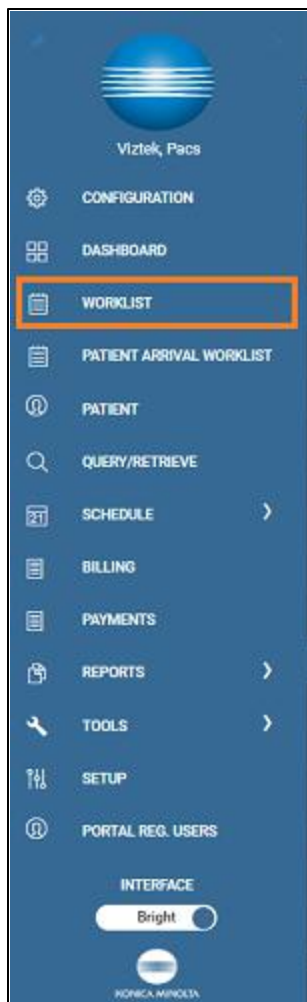 Viztek, Pacs
CONFIGURATION
DASHBOARD
WORKLIST
PATIENT ARRIVAL WORKLIST
PATIENT
QUERY/RETRIEVE
21 SCHEDULE
BILLING
PAYMENTS
REPORTS
TOOLS
SETUP
PORTAL REG. USERS
INTERFACE
Bright
KONICA MINOLTA